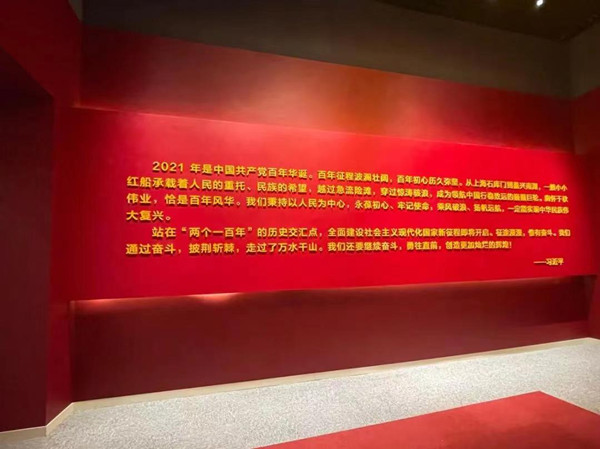 2021 年是中国共产党百年华诞。百年征程波澜壮阔，百年初心历久弥坚。从上海石库门到嘉兴南湖，一艘小小
红船承载着人民的重托、民族的希望，越过急流险滩，穿过惊涛骇浪，成为领航中国行稳致远的巍巍巨轮。胸怀千秋
伟业，恰是百年风华。我们秉持以人民为中心，永葆初心、牢记使命，乘风破浪、扬帆远航，一定能实现中华民族伟
大复兴。
站在“两个一百年”的历史交汇点，全面建设社会主义现代化国家新征程即将开启。征途漫漫，惟有奋斗。我们
通过奋斗，披荆斩棘，走过了万水千山。我们还要继续奋斗，勇往直前，创造更加灿烂的辉煌！
——习近平